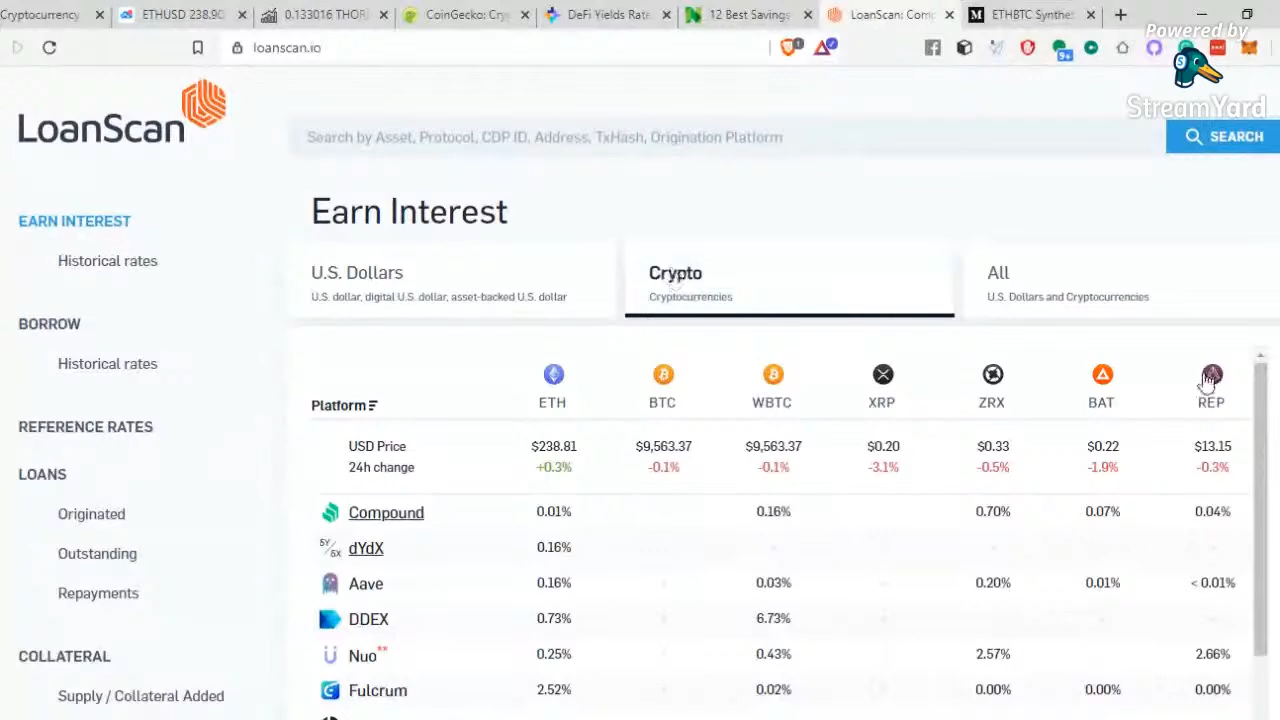 Cryptocurrency
ETHUSD 238.90
0.133016 THOR
CoinGecko: Cry
DeFi Yields Rate
12 Best Savings
LoanScan: Com
ETHBTC Synthe
loanscan.io
Powered by
StreamYard
LoanScan
Search by Asset, Protocol, CDP ID, Address, TxHash, Origination Platform
SEARCH
EARN INTEREST
Historical rates
BORROW
Historical rates
REFERENCE RATES
LOANS
Originated
Outstanding
Repayments
COLLATERAL
Supply / Collateral Added
Earn Interest
U.S. Dollars
U.S. dollar, digital U.S. dollar, asset-backed U.S. dollar
Crypto
Cryptocurrencies
All
U.S. Dollars and Cryptocurrencies
Platform ETH BTC WBTC XRP ZRX BAT REP
USD Price $238.81 $9,563.37 $9,563.37 $0.20 $0.33 $0.22 $13.15
24h change +0.3% -0.1% -0.1% -3.1% -0.5% -1.9% -0.3%
Compound 0.01% 0.16% 0.70% 0.07% 0.04%
dYdX 0.16%
Aave 0.16% 0.03% 0.20% 0.01% < 0.01%
DDEX 0.73% 6.73%
Nuo** 0.25% 0.43% 2.57% 2.66%
Fulcrum 2.52% 0.02% 0.00% 0.00% 0.00%